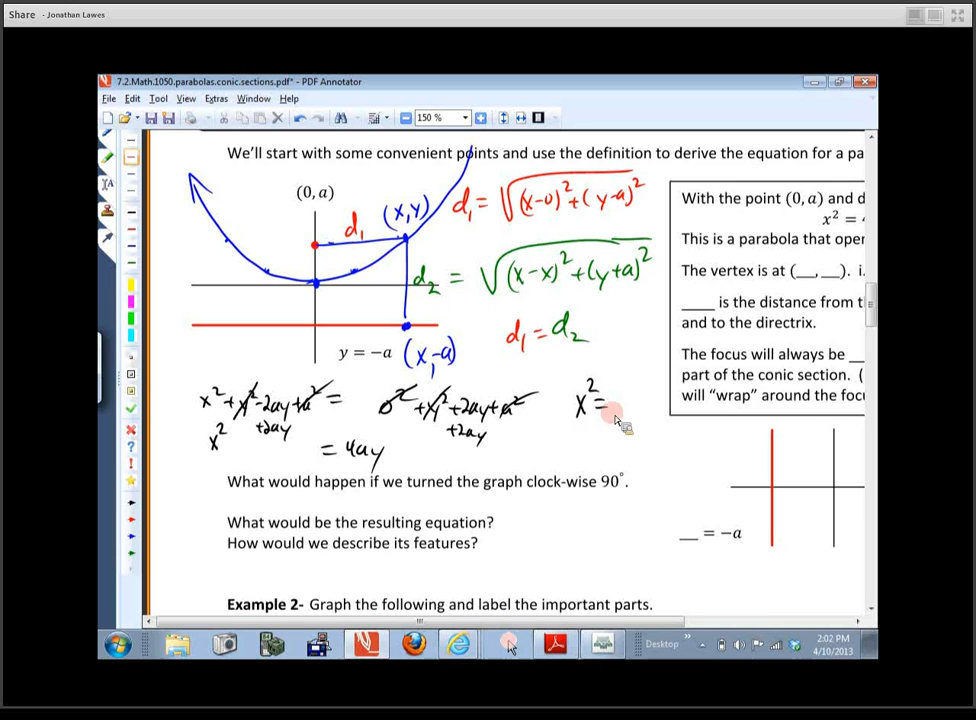 Share - Jonathan Lawes
7.2.Math.1050.parabolas.conic.sections.pdf* - PDF Annotator
File Edit Tool View Extras Window Help
150 %
We'll start with some convenient points and use the definition to derive the equation for a pa
(0, a)
(x,y)
d₁
d₁ = √(x-0)²+(y-a)²
d₂ = √(x-x)²+(y+a)²
d₁ = d₂
y = −a
(x,-a)
x²+y²-2ay+a² = 0²+y²+2ay+a²
+2ay +2ay
x² = 4ay
x²=
With the point (0, a) and d
x² =
This is a parabola that oper
The vertex is at (__, __). i.
____ is the distance from t
and to the directrix.
The focus will always be __
part of the conic section. (
will "wrap" around the foc
What would happen if we turned the graph clock-wise 90°.
What would be the resulting equation?
How would we describe its features?
__ = −a
Example 2- Graph the following and label the important parts.
Desktop
2:02 PM
4/10/2013